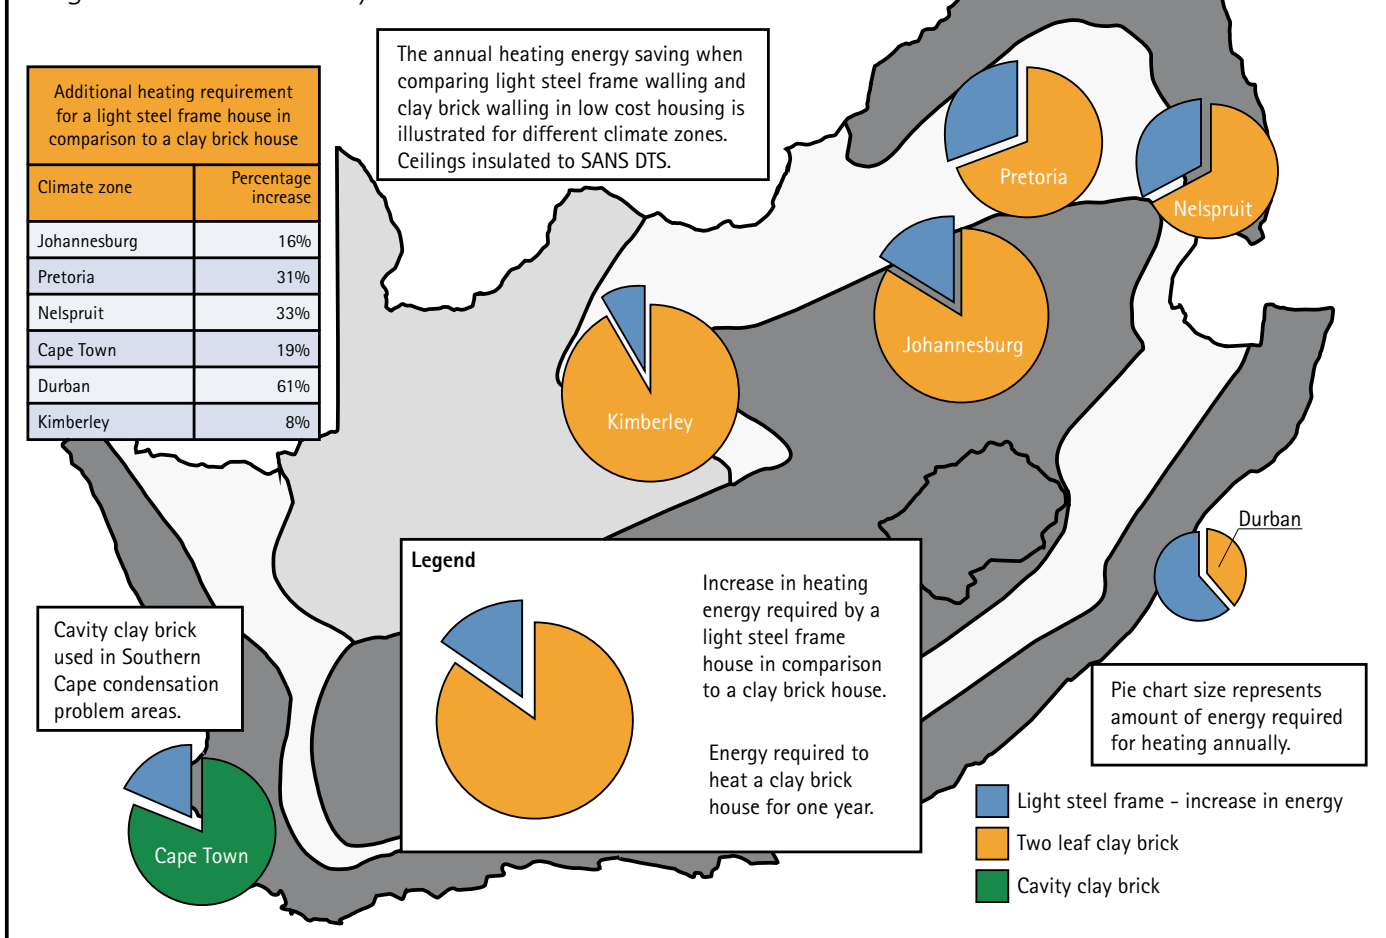 The annual heating energy saving when
comparing light steel frame walling and
clay brick walling in low cost housing is
illustrated for different climate zones.
Ceilings insulated to SANS DTS.
Additional heating requirement
for a light steel frame house in
comparison to a clay brick house
Climate zone Percentage increase
Johannesburg 16%
Pretoria 31%
Nelspruit 33%
Cape Town 19%
Durban 61%
Kimberley 8%
Pretoria
Nelspruit
Johannesburg
Kimberley
Durban
Legend
Increase in heating
energy required by a
light steel frame
house in comparison
to a clay brick house.
Energy required to
heat a clay brick
house for one year.
Cavity clay brick
used in Southern
Cape condensation
problem areas.
Cape Town
Pie chart size represents
amount of energy required
for heating annually.
Light steel frame - increase in energy
Two leaf clay brick
Cavity clay brick